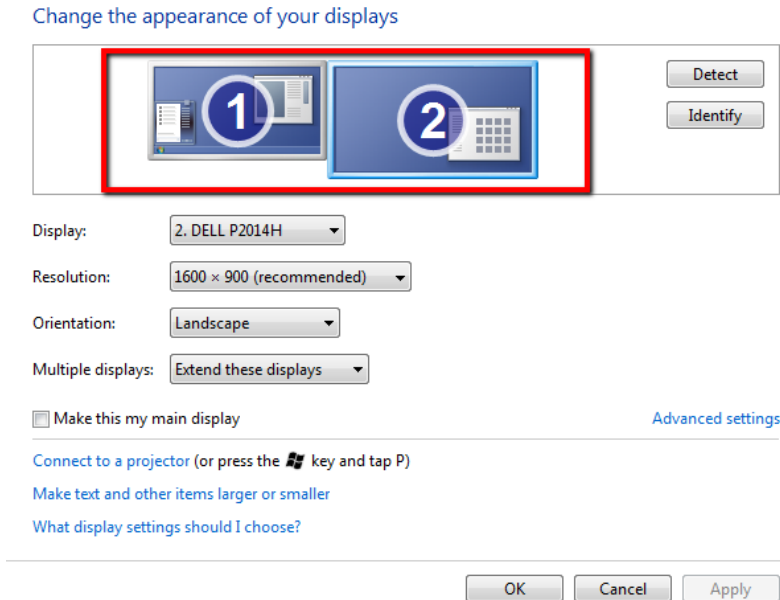 Change the appearance of your displays
1
2
Detect
Identify
Display: 2. DELL P2014H
Resolution: 1600 × 900 (recommended)
Orientation: Landscape
Multiple displays: Extend these displays
Make this my main display
Advanced settings
Connect to a projector (or press the key and tap P)
Make text and other items larger or smaller
What display settings should I choose?
OK Cancel Apply